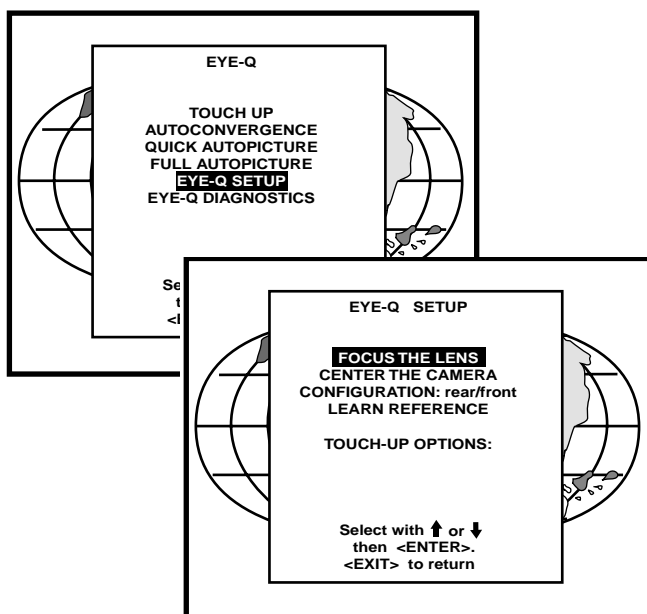 EYE-Q
TOUCH UP
AUTOCONVERGENCE
QUICK AUTOPICTURE
FULL AUTOPICTURE
EYE-Q SETUP
EYE-Q DIAGNOSTICS
EYE-Q SETUP
FOCUS THE LENS
CENTER THE CAMERA
CONFIGURATION: rear/front
LEARN REFERENCE
TOUCH-UP OPTIONS:
Select with ⬆ or ⬇
then <ENTER>.
<EXIT> to return